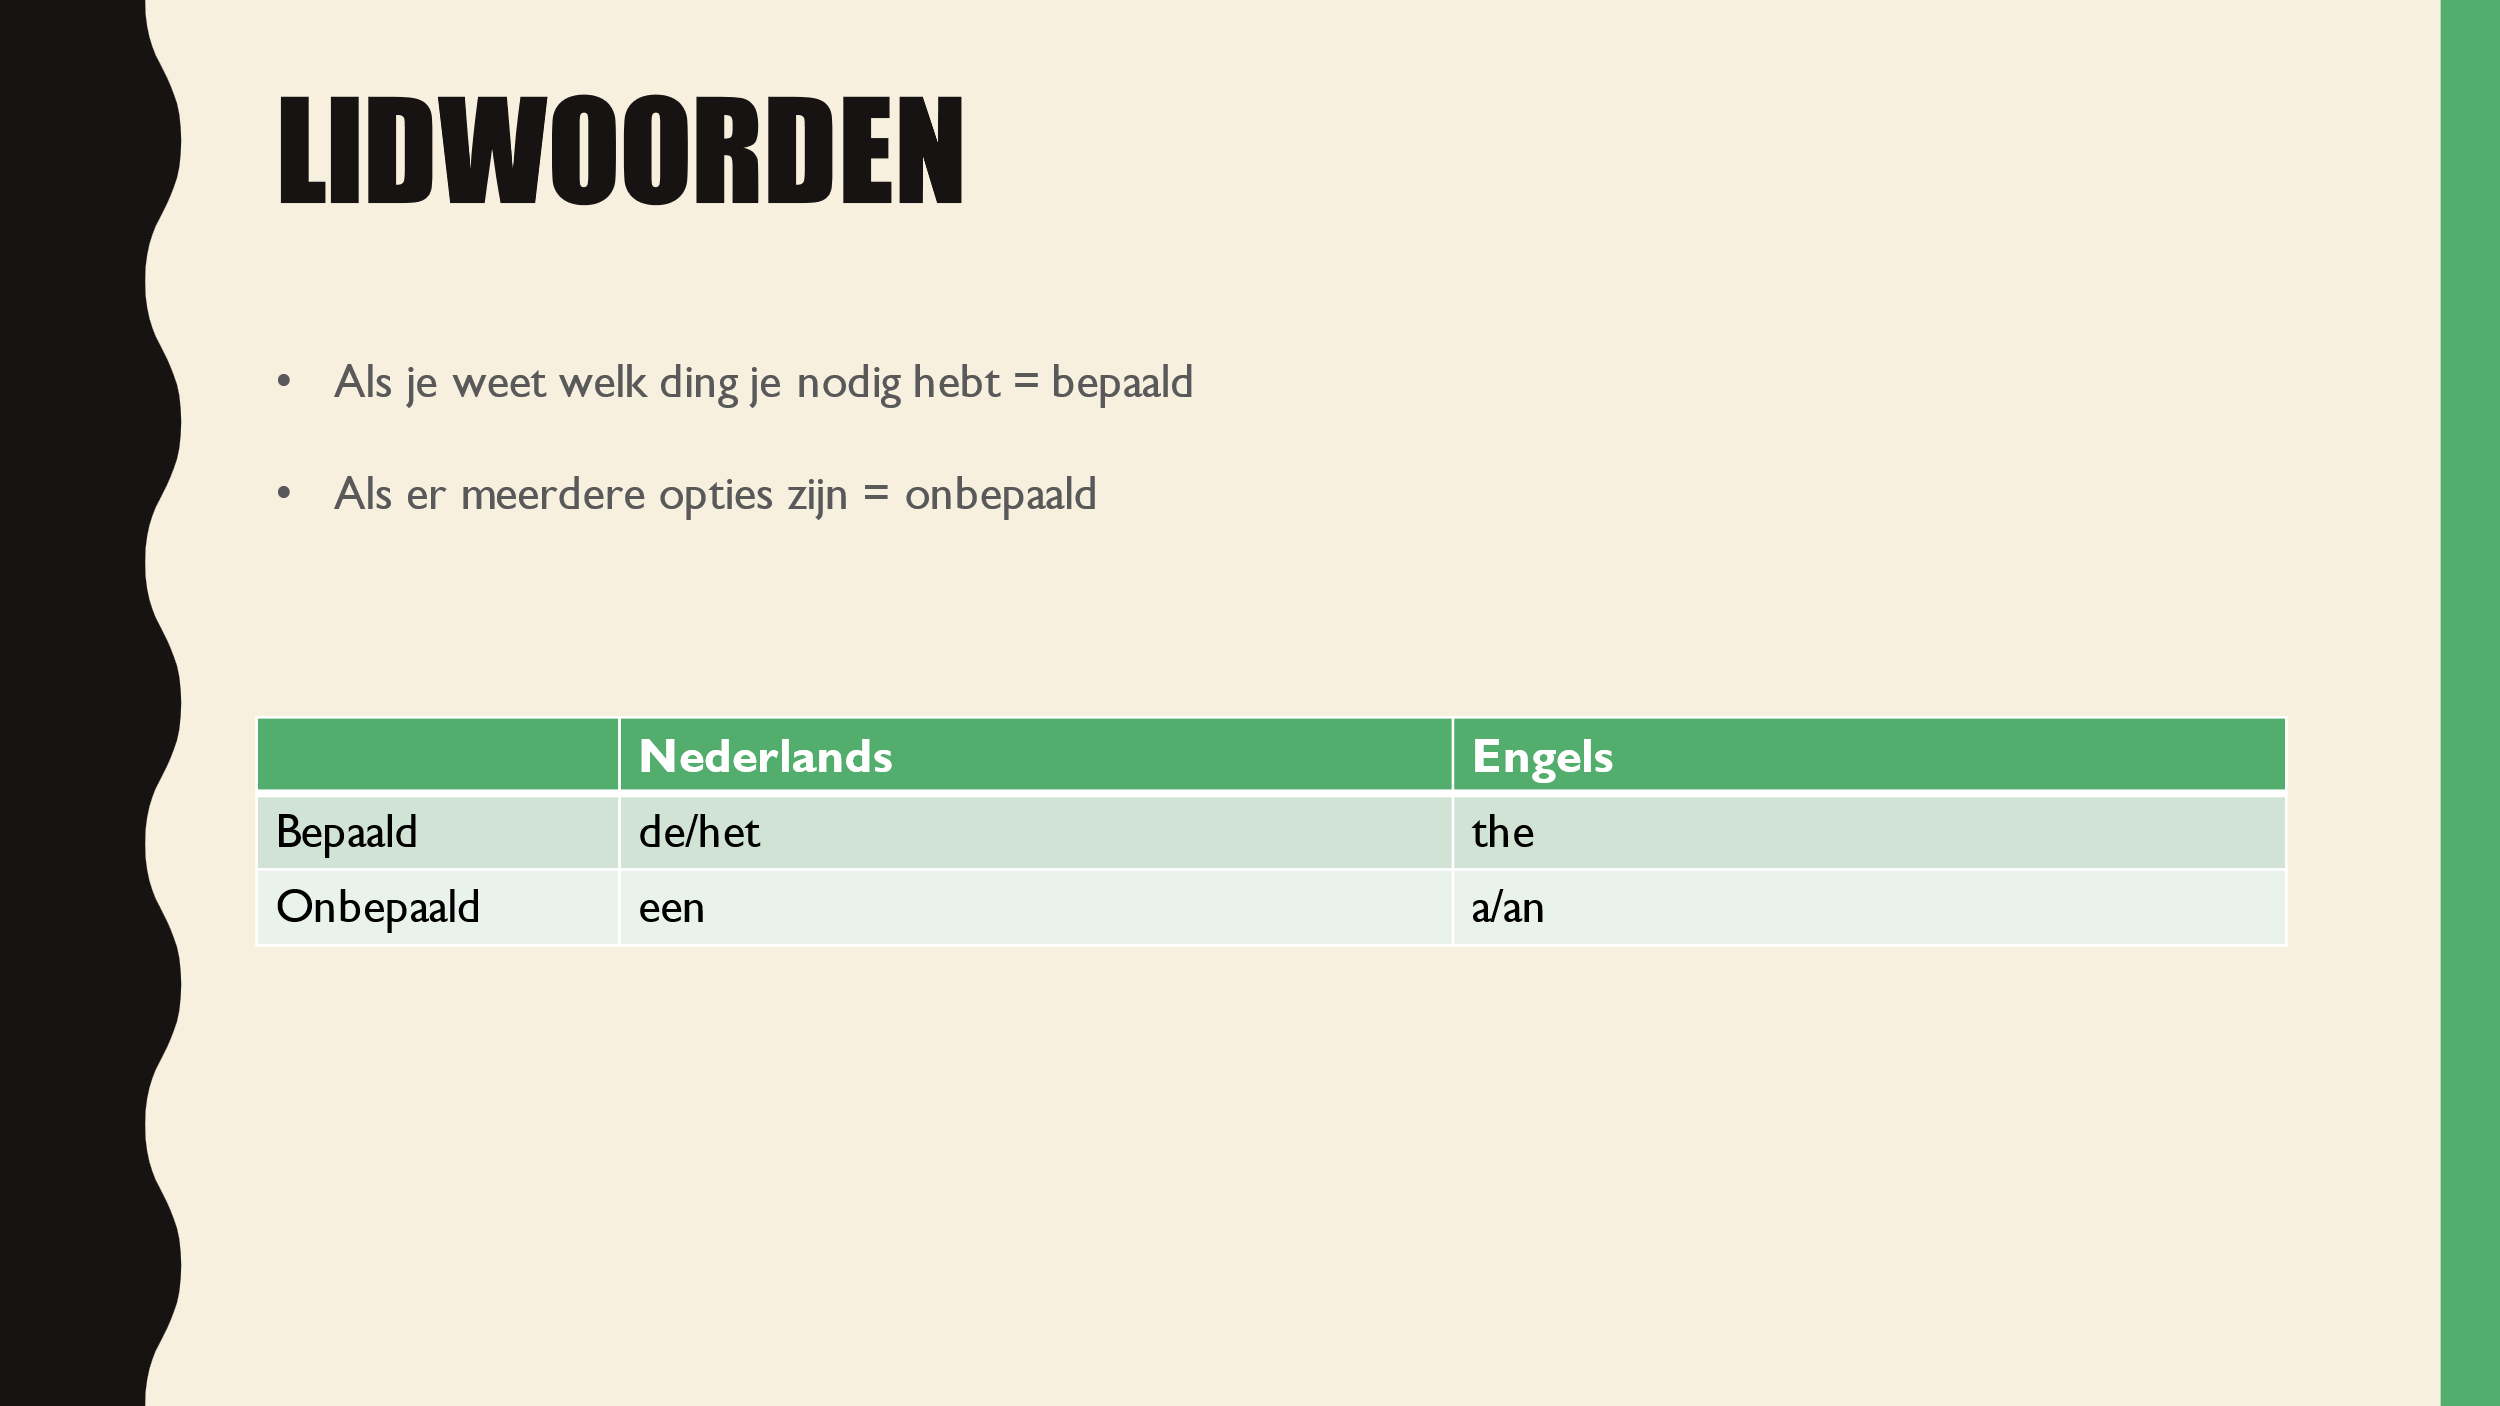 LIDWOORDEN
• Als je weet welk ding je nodig hebt = bepaald
• Als er meerdere opties zijn = onbepaald
Nederlands Engels
Bepaald de/het the
Onbepaald een a/an